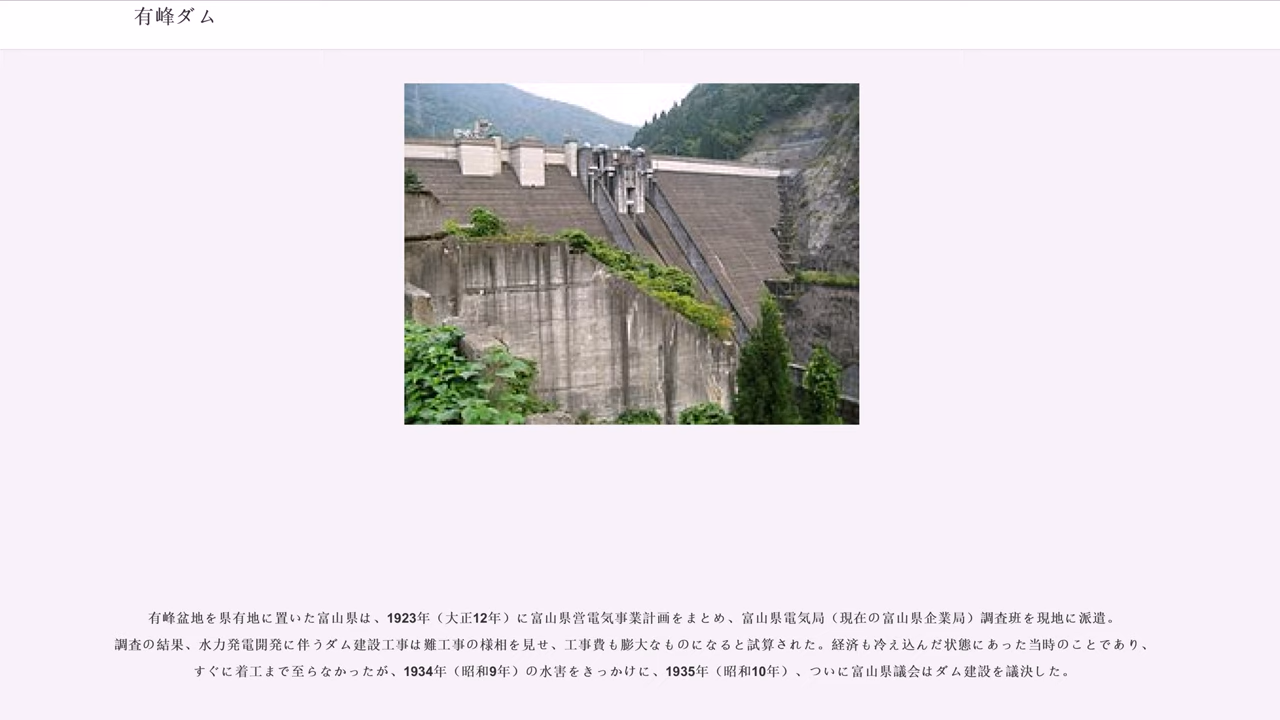 有峰ダム
有峰盆地を県有地に置いた富山県は、1923年（大正12年）に富山県営電気事業計画をまとめ、富山県電気局（現在の富山県企業局）調査班を現地に派遣。
調査の結果、水力発電開発に伴うダム建設工事は難工事の様相を見せ、工事費も膨大なものになると試算された。経済も冷え込んだ状態にあった当時のことであり、
すぐに着工まで至らなかったが、1934年（昭和9年）の水害をきっかけに、1935年（昭和10年）、ついに富山県議会はダム建設を議決した。